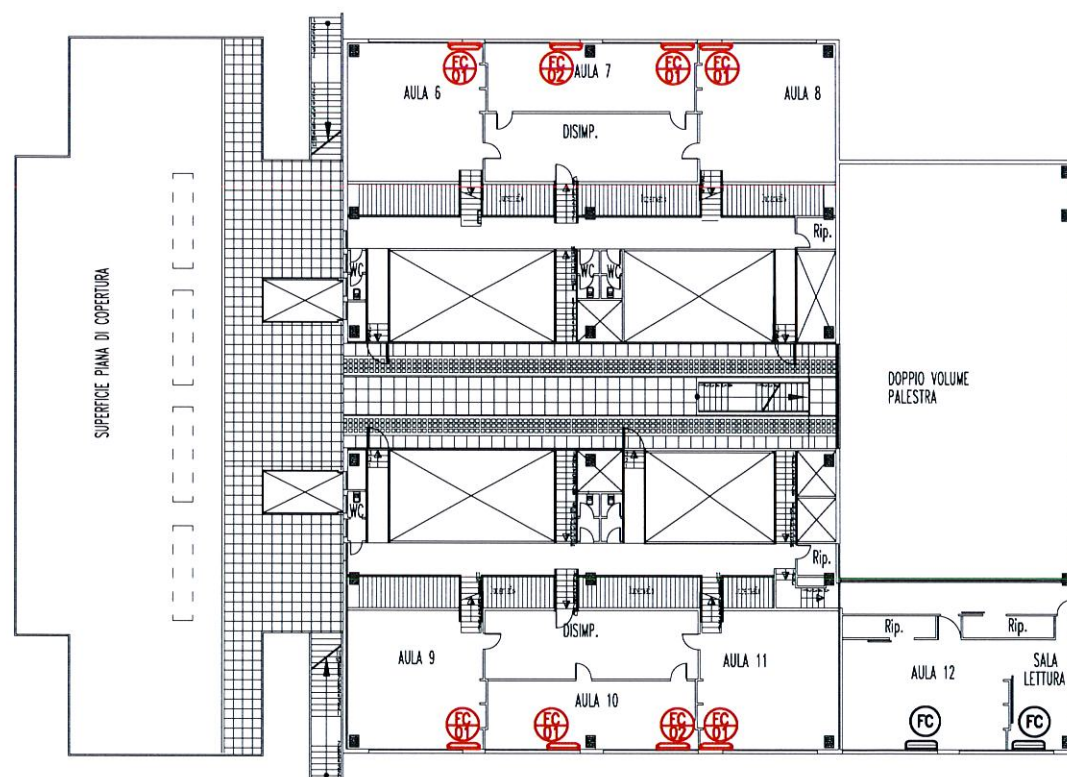 FC
01
FC
02
FC
01
FC
01
AULA 6
AULA 7
AULA 8
DISIMP.
Rip.
WC
WC
WC
SUPERFICIE PIANA DI COPERTURA
DOPPIO VOLUME
PALESTRA
WC
Rip.
DISIMP.
Rip.
Rip.
AULA 9
AULA 11
AULA 12
SALA
LETTURA
AULA 10
FC
01
FC
01
FC
02
FC
01
FC
FC